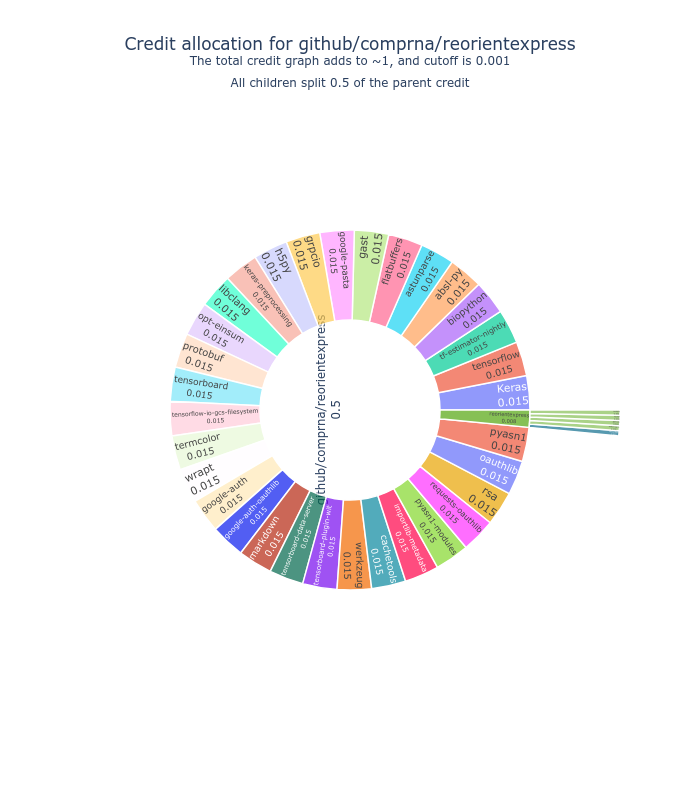 Credit allocation for github/comprna/reorientexpress
The total credit graph adds to ~1, and cutoff is 0.001
All children split 0.5 of the parent credit
github/comprna/reorientexpress
0.5
Keras
0.015
tensorflow
0.015
tf-estimator-nightly
0.015
biopython
0.015
absl-py
0.015
astunparse
0.015
flatbuffers
0.015
gast
0.015
google-pasta
0.015
grpcio
0.015
h5py
0.015
keras-preprocessing
0.015
libclang
0.015
opt-einsum
0.015
protobuf
0.015
tensorboard
0.015
tensorflow-io-gcs-filesystem
0.015
termcolor
0.015
wrapt
0.015
google-auth
0.015
google-auth-oauthlib
0.015
markdown
0.015
tensorboard-data-server
0.015
tensorboard-plugin-wit
0.015
werkzeug
0.015
cachetools
0.015
importlib-metadata
0.015
pyasn1-modules
0.015
requests-oauthlib
0.015
rsa
0.015
oauthlib
0.015
pyasn1
0.015
reorientexpress
0.008